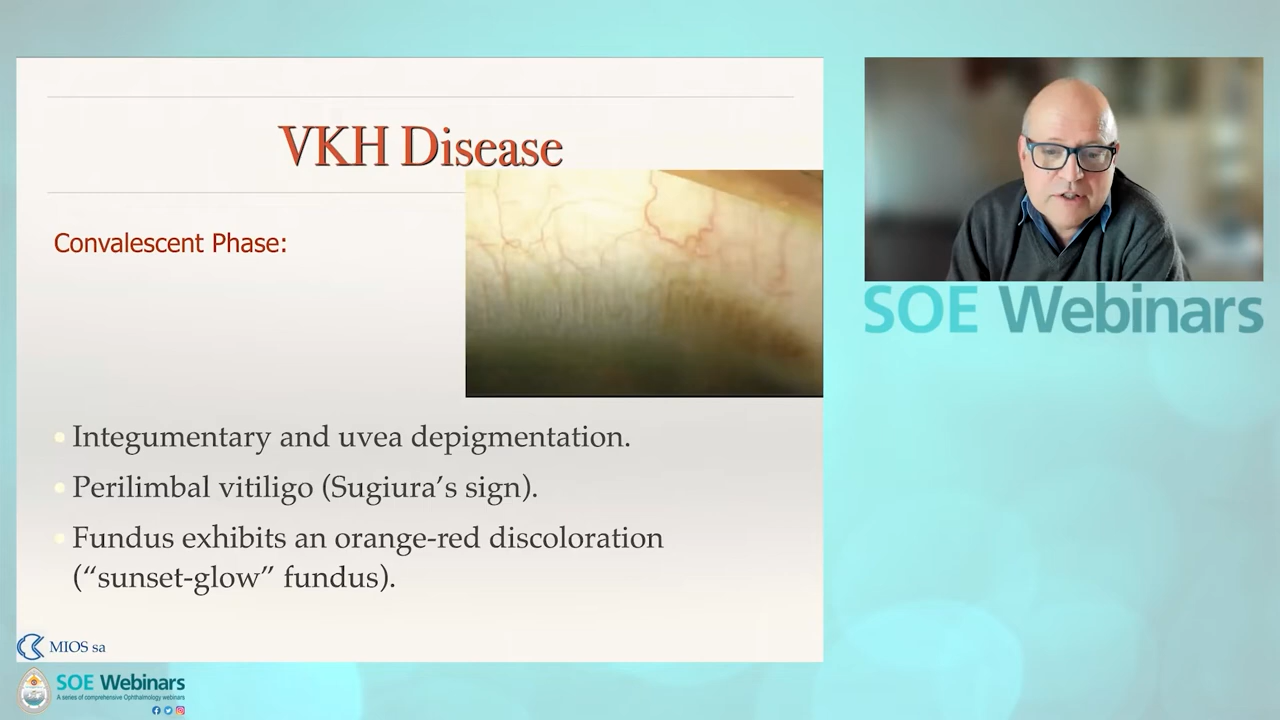 VKH Disease
Convalescent Phase:
Integumentary and uvea depigmentation.
Perilimbal vitiligo (Sugiura’s sign).
Fundus exhibits an orange-red discoloration
(“sunset-glow” fundus).
MIOS sa
SOE Webinars
SOE Webinars
A series of comprehensive Ophthalmology webinars